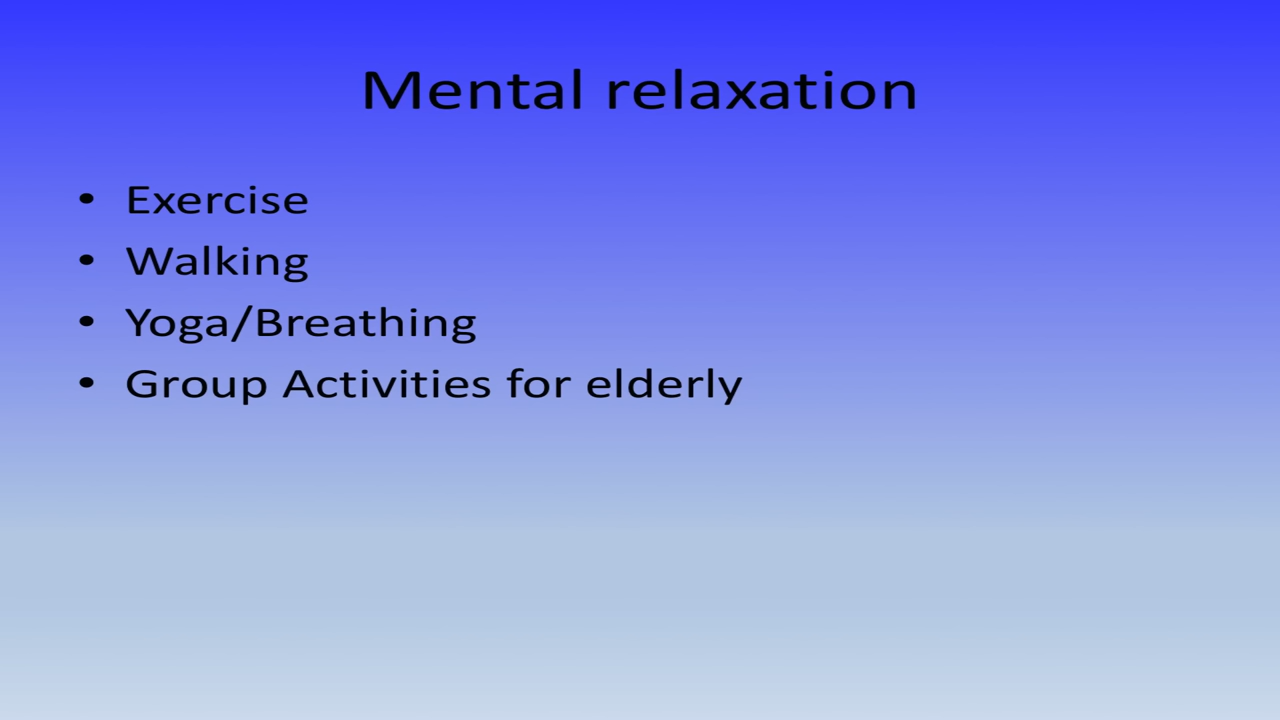 Mental relaxation
• Exercise
• Walking
• Yoga/Breathing
• Group Activities for elderly